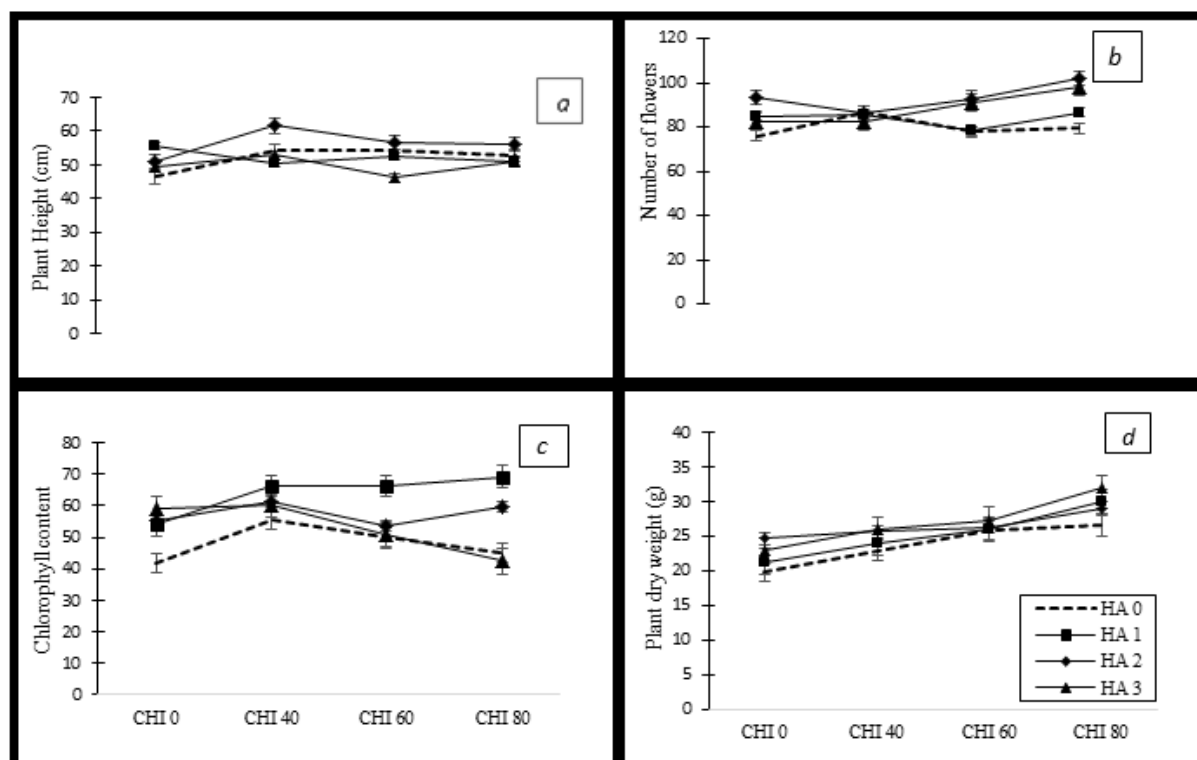 a
Plant Height (cm)
70
60
50
40
30
20
10
0
b
Number of flowers
120
100
80
60
40
20
0
c
Chlorophyll content
80
70
60
50
40
30
20
10
0
CHI 0 CHI 40 CHI 60 CHI 80
d
Plant dry weight (g)
40
35
30
25
20
15
10
5
0
HA 0
HA 1
HA 2
HA 3
CHI 0 CHI 40 CHI 60 CHI 80